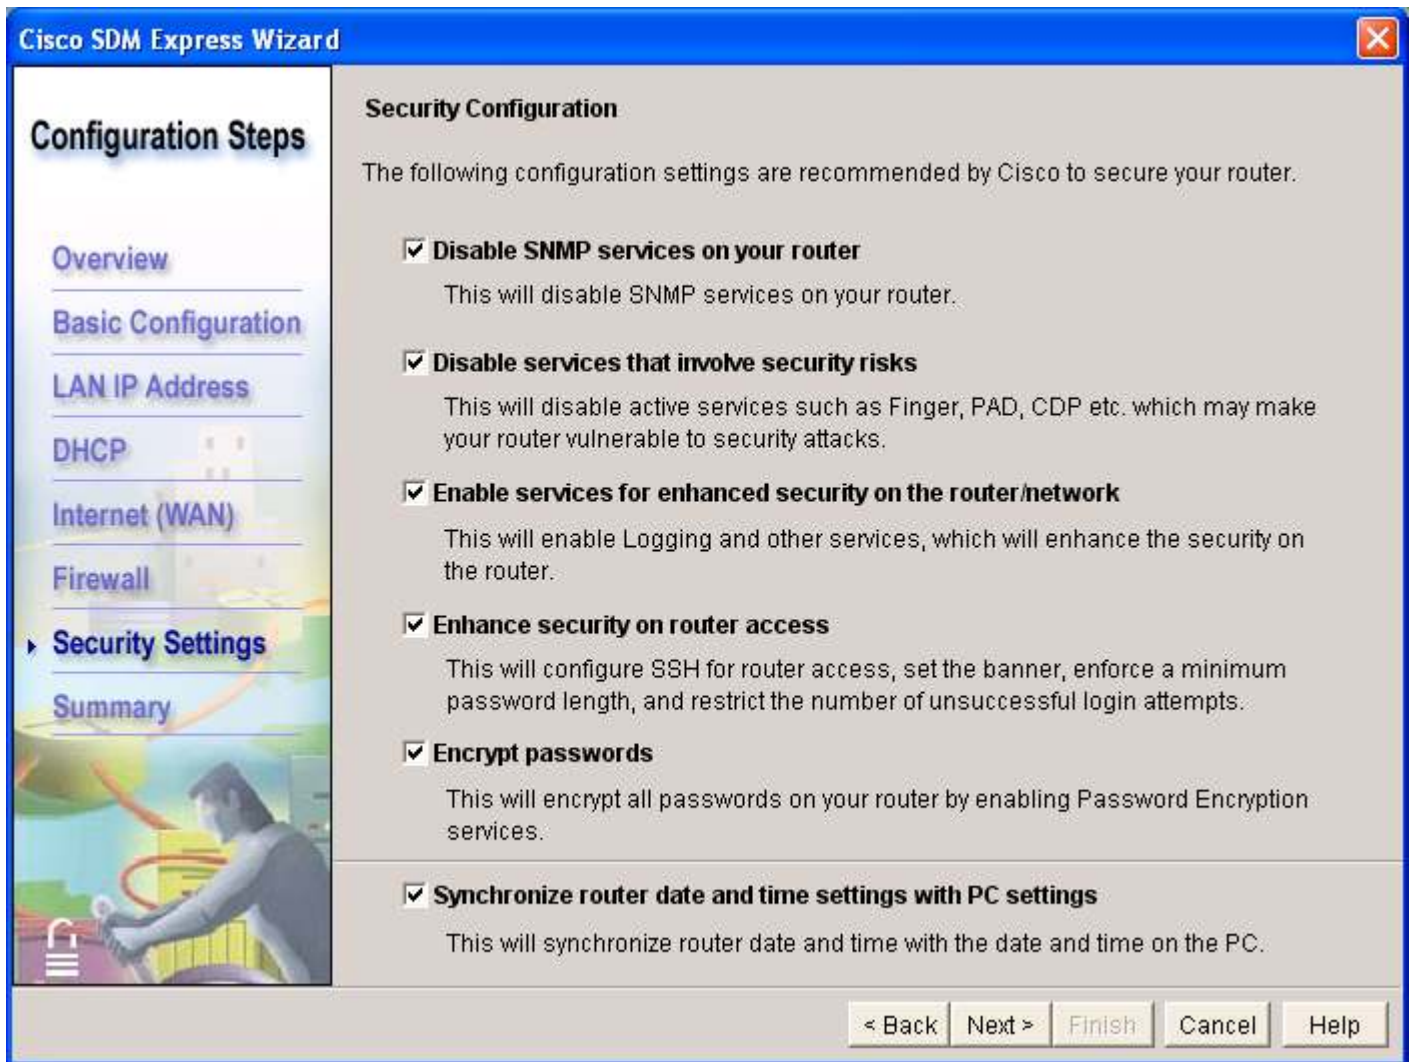 Cisco SDM Express Wizard
Configuration Steps
Overview
Basic Configuration
LAN IP Address
DHCP
Internet (WAN)
Firewall
Security Settings
Summary
Security Configuration
The following configuration settings are recommended by Cisco to secure your router.
Disable SNMP services on your router
This will disable SNMP services on your router.
Disable services that involve security risks
This will disable active services such as Finger, PAD, CDP etc. which may make
your router vulnerable to security attacks.
Enable services for enhanced security on the router/network
This will enable Logging and other services, which will enhance the security on
the router.
Enhance security on router access
This will configure SSH for router access, set the banner, enforce a minimum
password length, and restrict the number of unsuccessful login attempts.
Encrypt passwords
This will encrypt all passwords on your router by enabling Password Encryption
services.
Synchronize router date and time settings with PC settings
This will synchronize router date and time with the date and time on the PC.
< Back Next > Finish Cancel Help